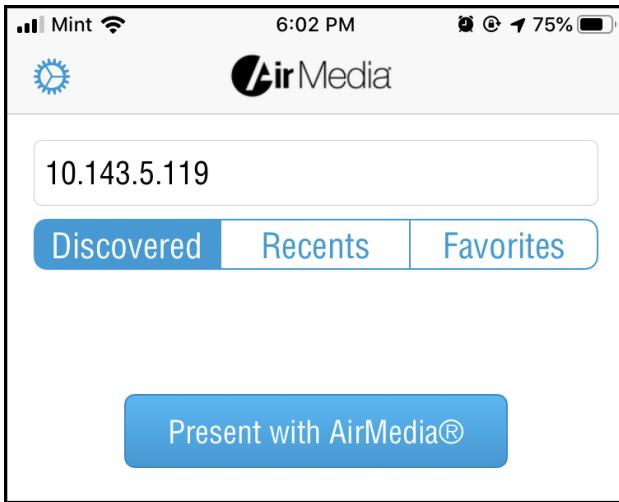 Mint 6:02 PM 75%
AirMedia
10.143.5.119
Discovered Recents Favorites
Present with AirMedia®